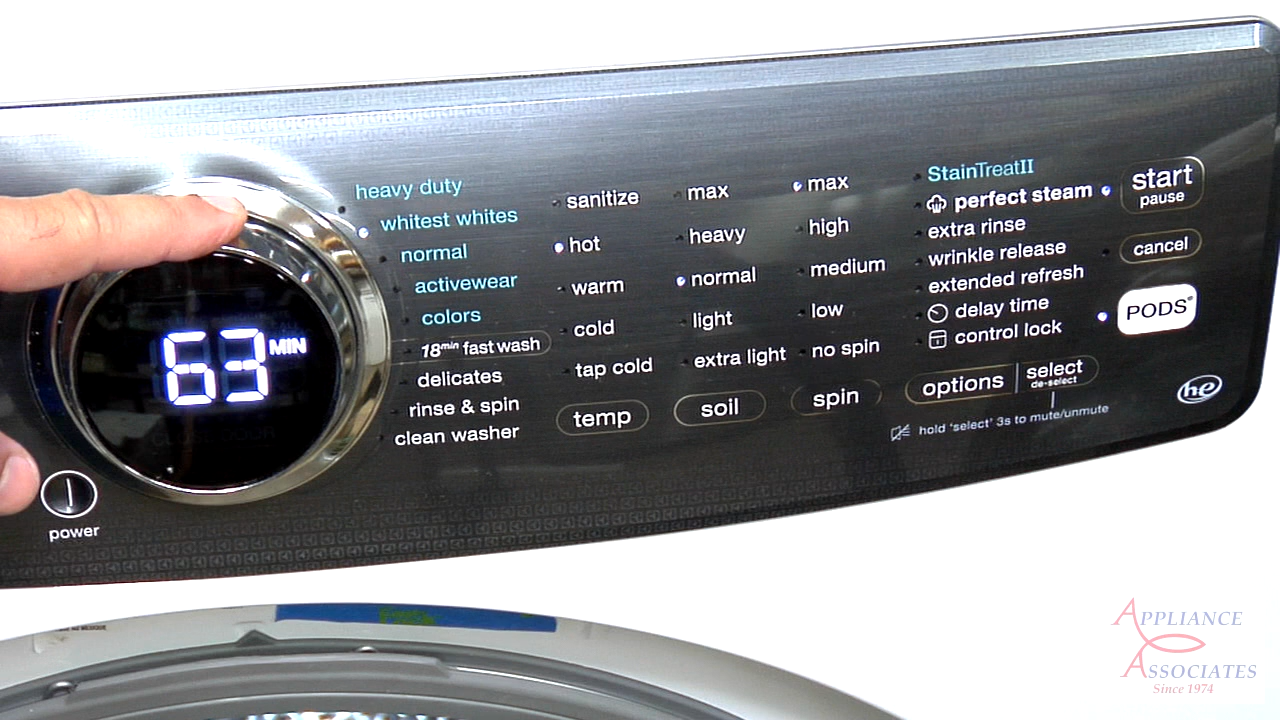 heavy duty
whitest whites
normal
activewear
colors
18min fast wash
delicates
rinse & spin
clean washer
63 MIN
power
sanitize
hot
warm
cold
tap cold
temp
max
heavy
normal
light
extra light
soil
max
high
medium
low
no spin
spin
StainTreatII
perfect steam
extra rinse
wrinkle release
extended refresh
delay time
control lock
options
select
de-select
hold 'select' 3s to mute/unmute
start
pause
cancel
PODS®
he
APPLIANCE
ASSOCIATES
Since 1974